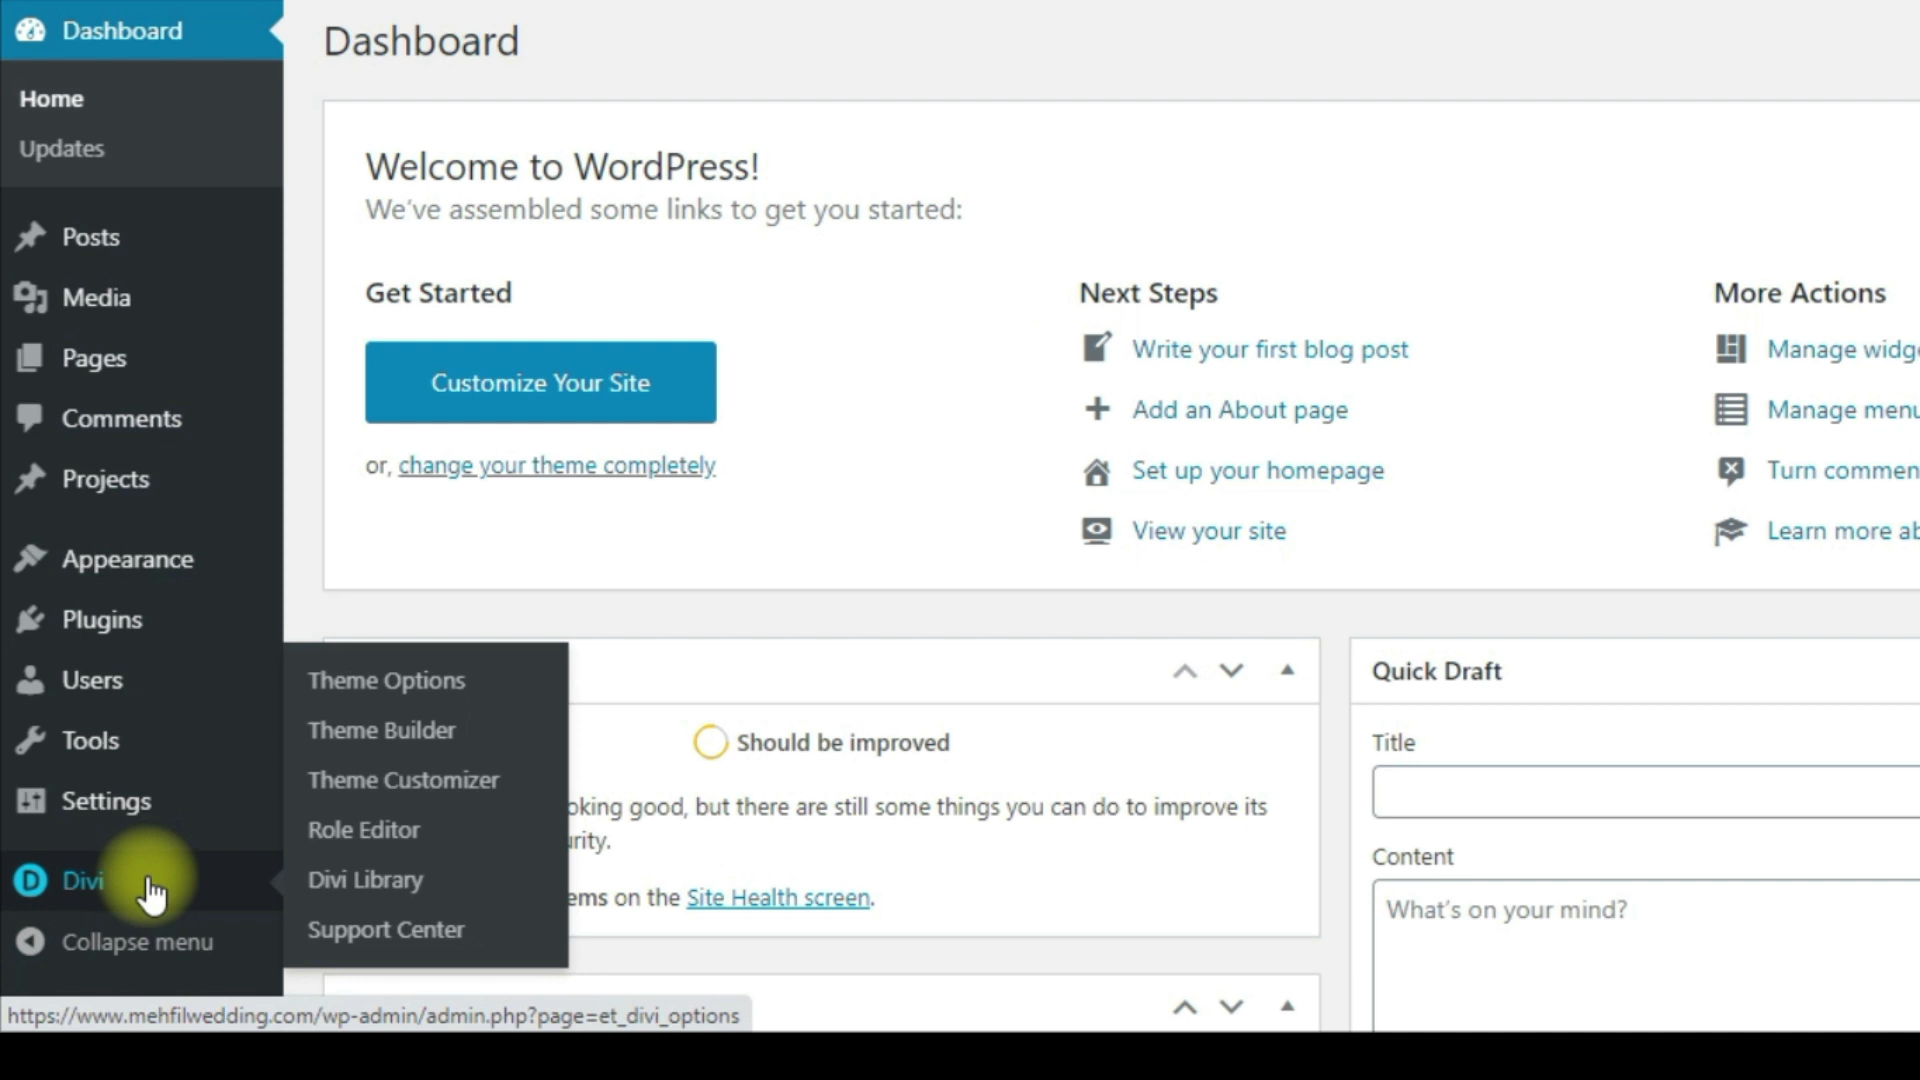 Dashboard
Home
Updates
Posts
Media
Pages
Comments
Projects
Appearance
Plugins
Users
Tools
Settings
Divi
Collapse menu
Theme Options
Theme Builder
Theme Customizer
Role Editor
Divi Library
Support Center
Dashboard
Welcome to WordPress!
We've assembled some links to get you started:
Get Started
Customize Your Site
or, change your theme completely
Next Steps
Write your first blog post
Add an About page
Set up your homepage
View your site
More Actions
Manage
Manage
Turn
Learn more
Should be improved
good, but there are still some things you can do to improve its
on the Site Health screen.
Quick Draft
Title
Content
What's on your mind?
https://www.mehfilwedding.com/wp-admin/admin.php?page=et_divi_options